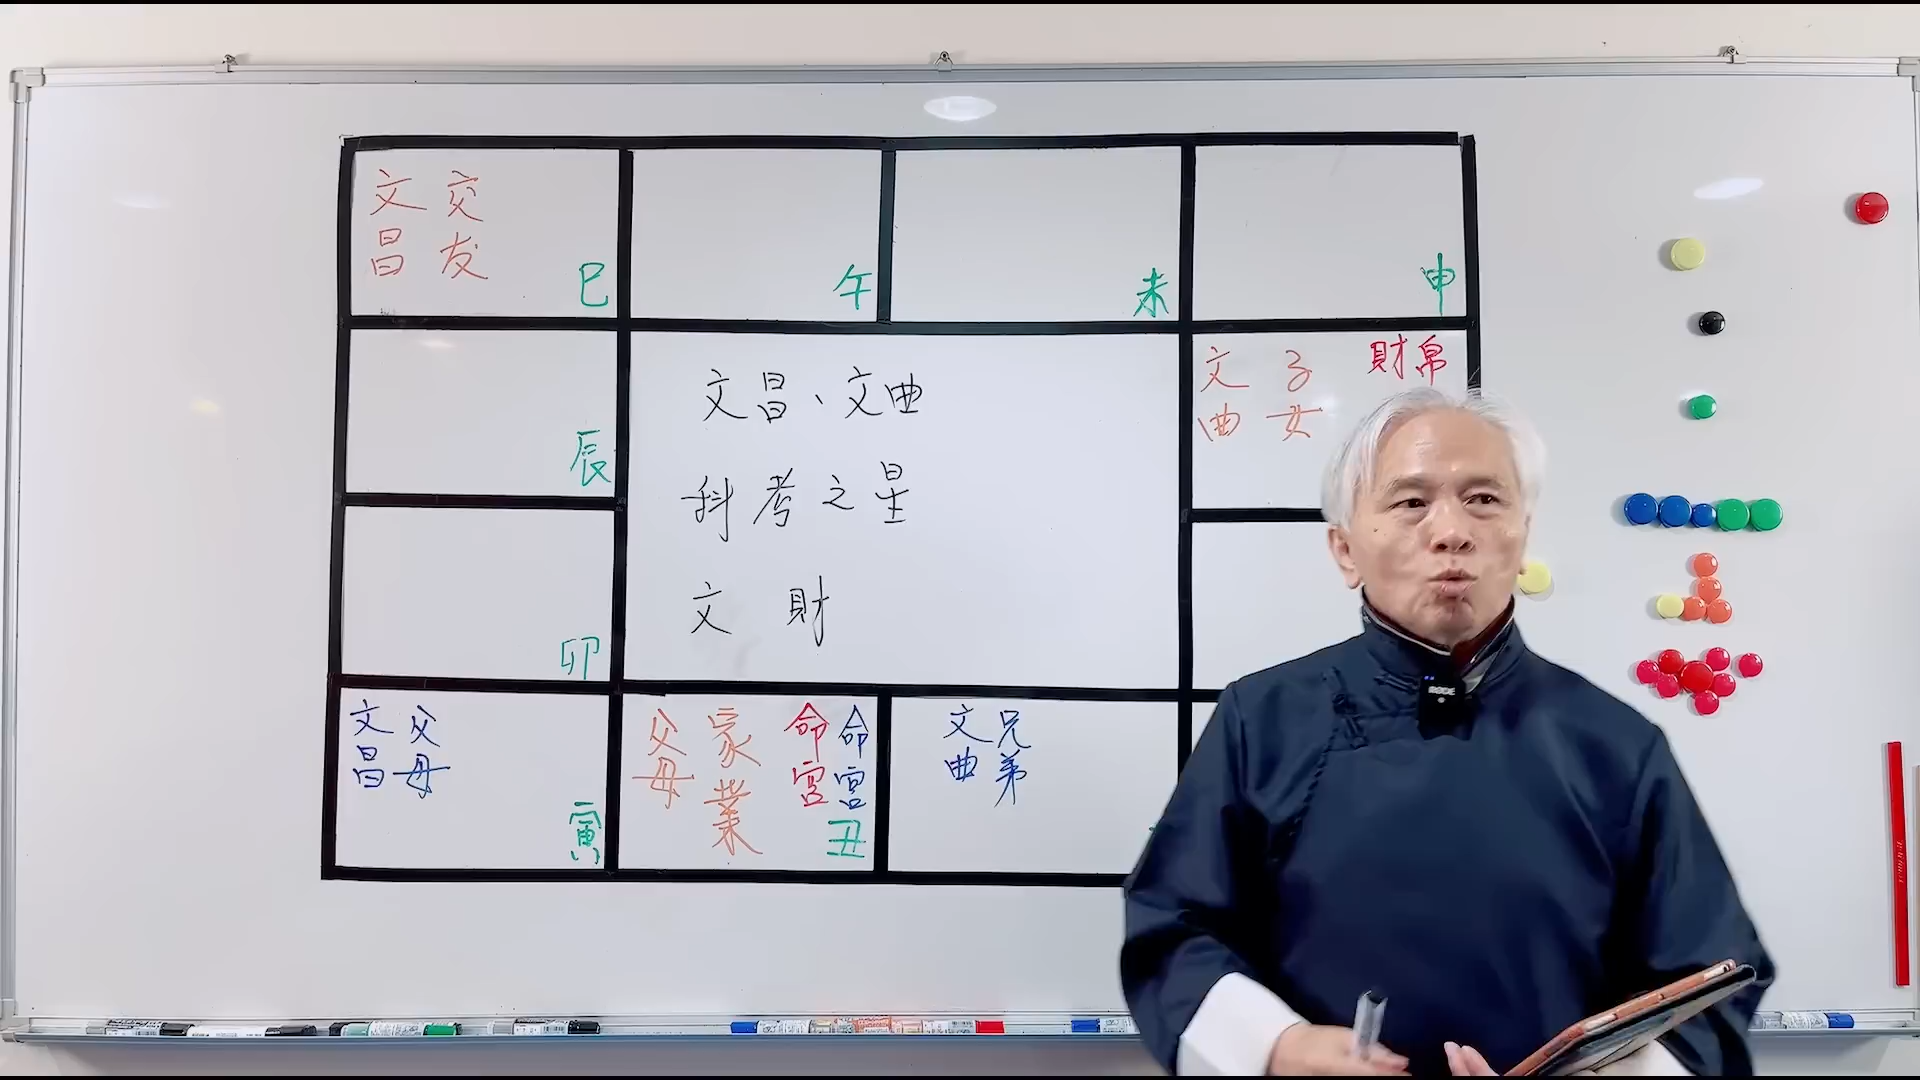 文昌 交友
巳
午
未
申
辰
文昌、文曲
科考之星
文 財
文曲 子女 財帛
卯
文昌 父母
寅
父母 家業 命宮 命宮
丑
文曲 兄弟
RODE